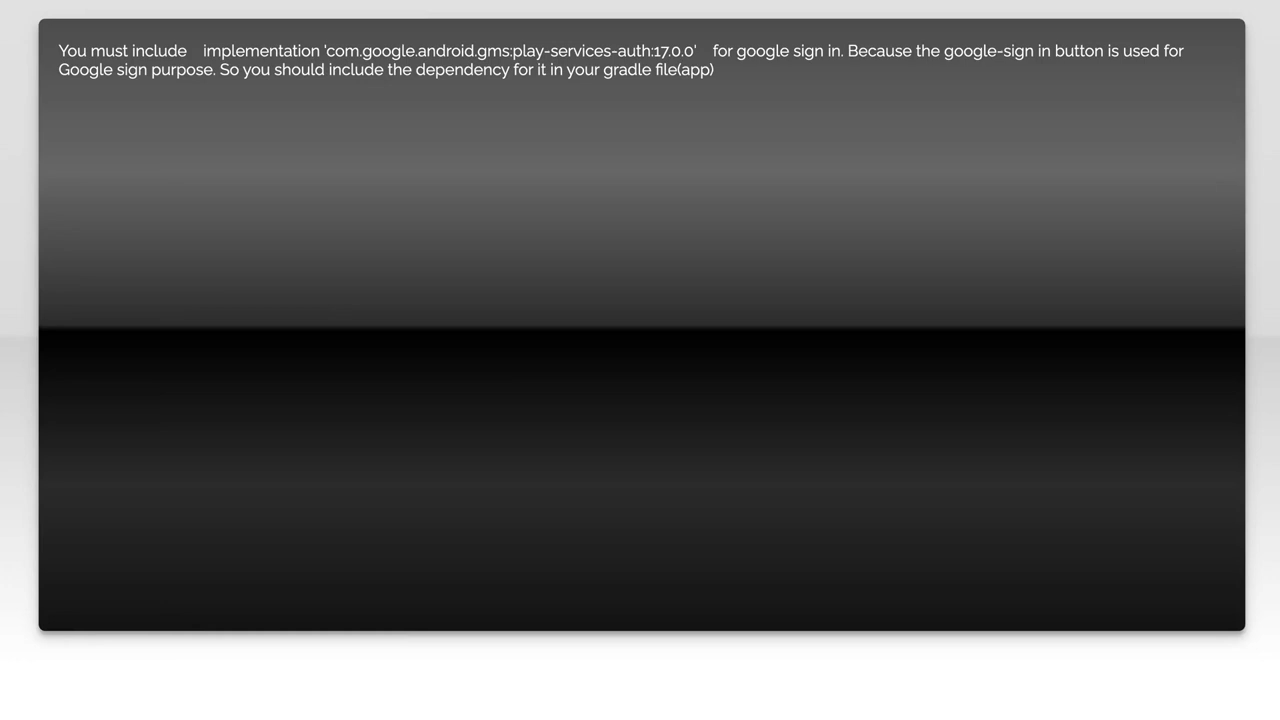 You must include    implementation 'com.google.android.gms:play-services-auth:17.0.0'    for google sign in. Because the google-sign in button is used for
Google sign purpose. So you should include the dependency for it in your gradle file(app)